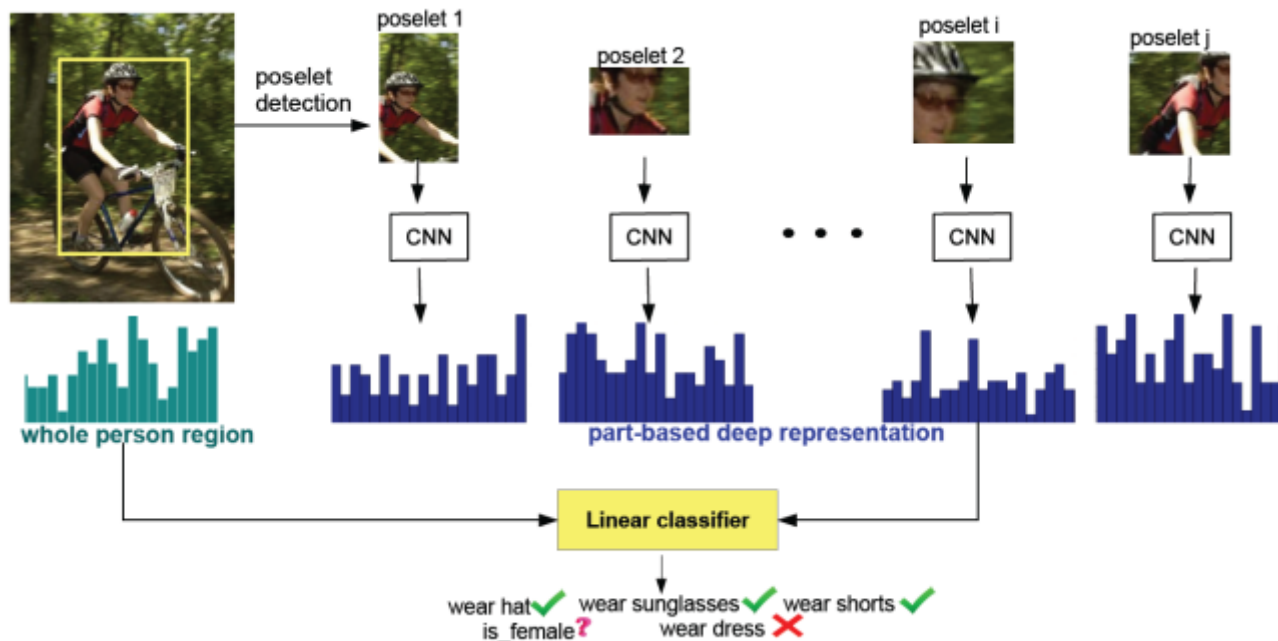 poselet 1
poselet 2
poselet i
poselet j
poselet
detection
CNN
CNN
CNN
CNN
whole person region
part-based deep representation
Linear classifier
wear hat
wear sunglasses
wear shorts
is_female?
wear dress